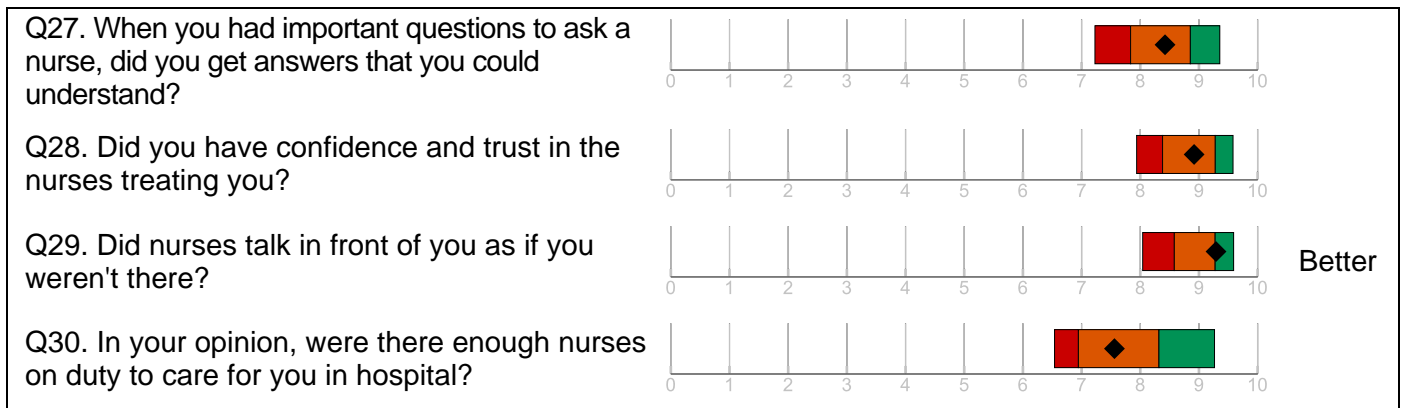 Q27. When you had important questions to ask a
nurse, did you get answers that you could
understand?
0 1 2 3 4 5 6 7 8 9 10
Q28. Did you have confidence and trust in the
nurses treating you?
0 1 2 3 4 5 6 7 8 9 10
Q29. Did nurses talk in front of you as if you
weren't there?
0 1 2 3 4 5 6 7 8 9 10
Better
Q30. In your opinion, were there enough nurses
on duty to care for you in hospital?
0 1 2 3 4 5 6 7 8 9 10